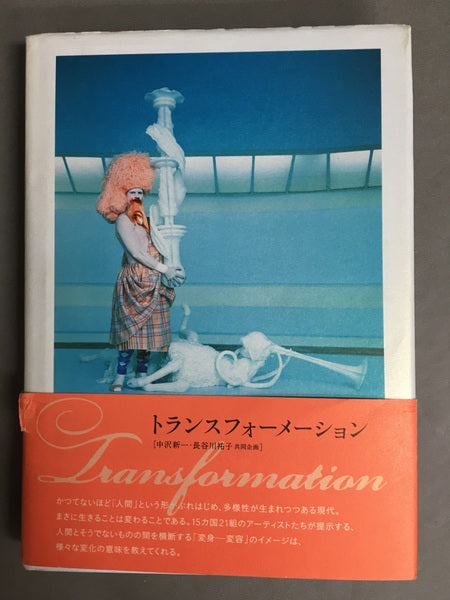 トランスフォーメーション
[中沢新一・長谷川祐子 共同企画]
Transformation
かつてないほど「人間」という形がぶれはじめ、多様性が生まれつつある現代。
まさに生きることは変わることである。15カ国21組のアーティストたちが提示する、
人間とそうでないものの間を横断する「変身―変容」のイメージは、
様々な変化の意味を教えてくれる。